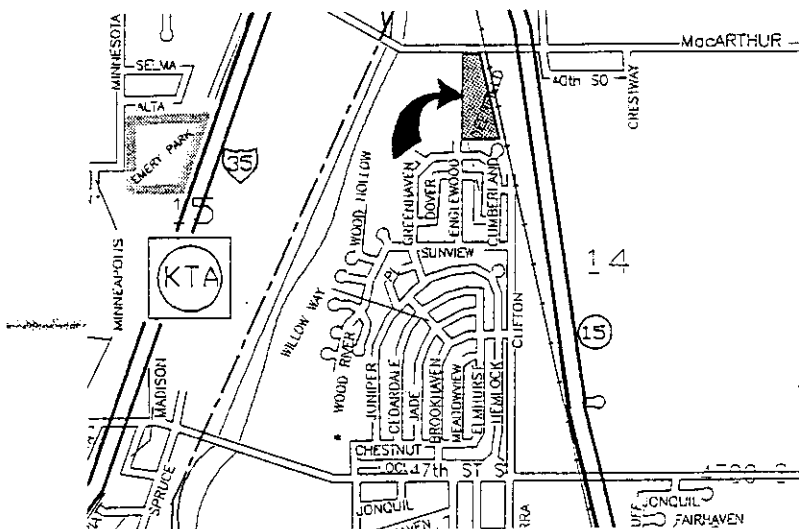 MINNESOTA
SELMA
ALTA
EMERY PARK
35
15
KTA
MINNEAPOLIS
MADISON
SPRUCE
MacARTHUR
40th SO
CRESTWAY
WOOD HOLLOW
GREENHAVEN
DOVER
ENGLEWOOD
CUMBERLAND
SUNVIEW
PL
WILLOW WAY
WOOD RIVER
JUNIPER
CEDARDALE
JADE
BROOKHAVEN
MEADOWVIEW
ELMHURST
HEMLOCK
CLIFTON
14
15
CHESTNUT
47th ST S
JONQUIL
JONQUIL
FAIRHAVEN